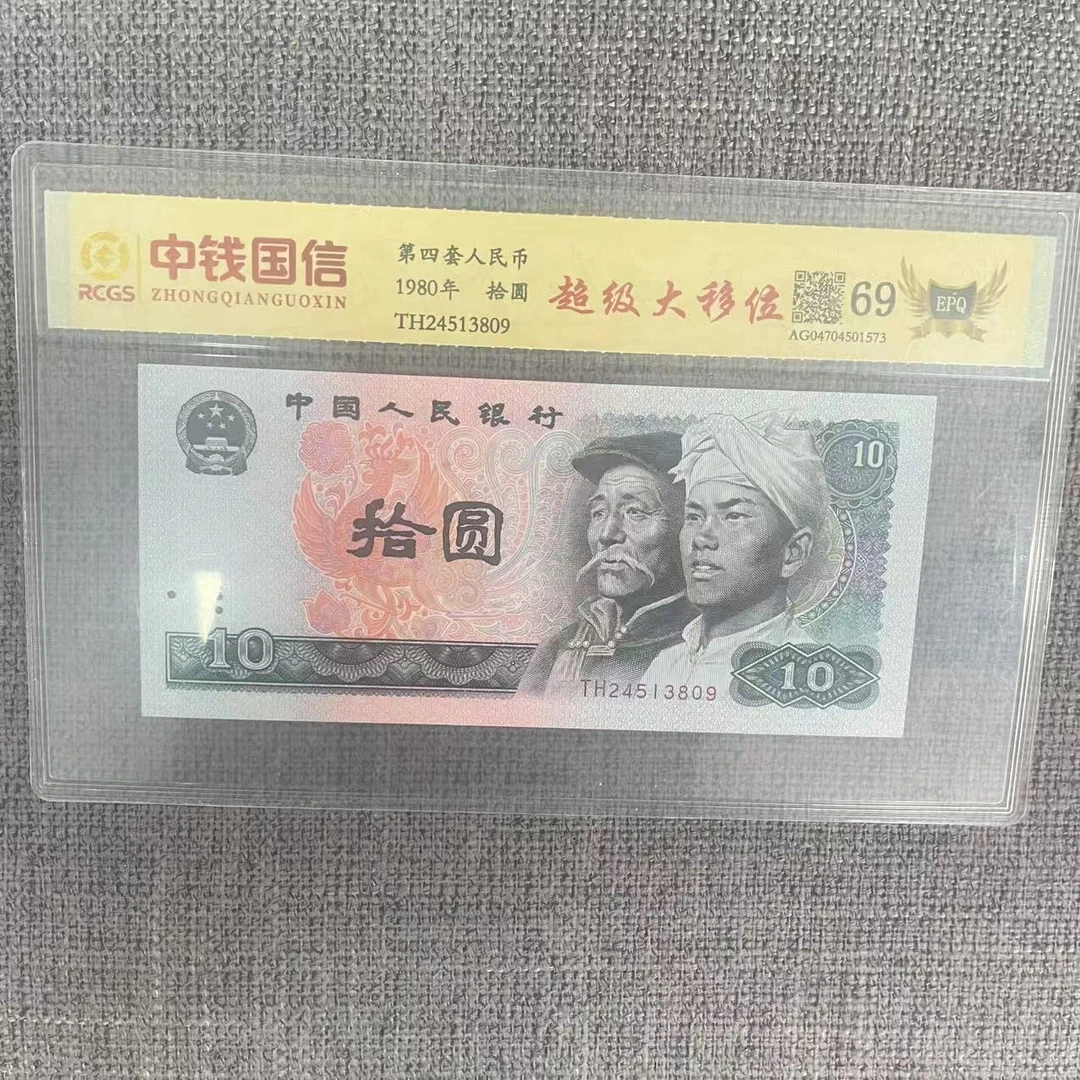 中钱国信
RCGS ZHONGQIANGUOXIN
第四套人民币
1980年 拾圆
TH24513809
超级大移位
69
EPQ
AG04704501573
中国人民银行
10
拾圆
10
TH24513809
10